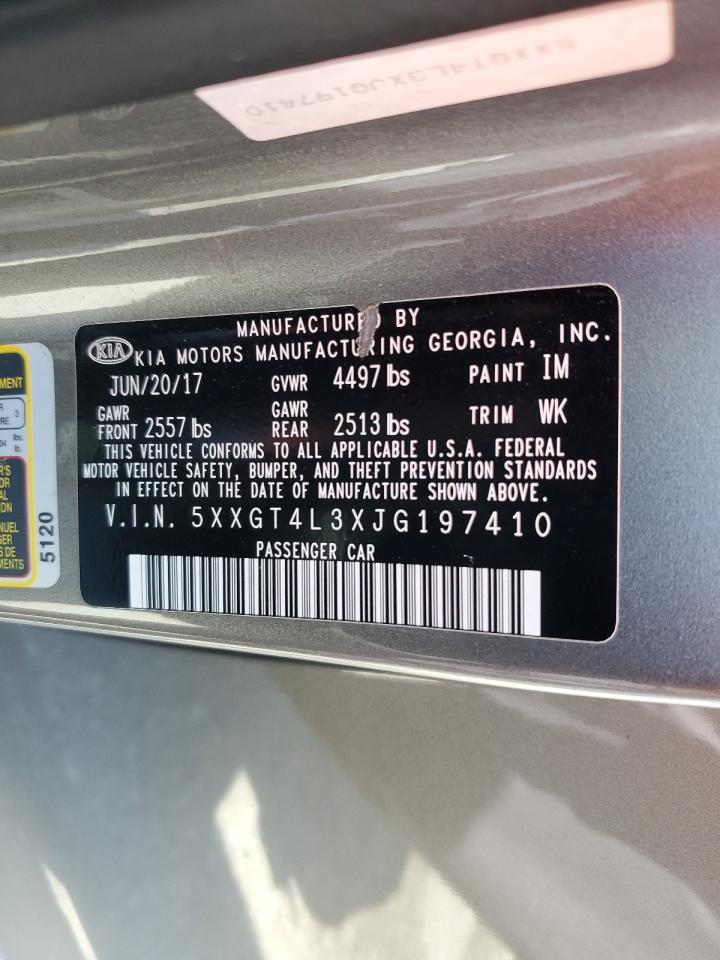 5XXGT4L3XJG197410
MANUFACTURED BY
KIA KIA MOTORS MANUFACTURING GEORGIA, INC.
JUN/20/17 GVWR 4497 lbs PAINT IM
GAWR FRONT 2557 lbs GAWR REAR 2513 lbs TRIM WK
THIS VEHICLE CONFORMS TO ALL APPLICABLE U.S.A. FEDERAL
MOTOR VEHICLE SAFETY, BUMPER, AND THEFT PREVENTION STANDARDS
IN EFFECT ON THE DATE OF MANUFACTURE SHOWN ABOVE.
V.I.N. 5XXGT4L3XJG197410
PASSENGER CAR
5120